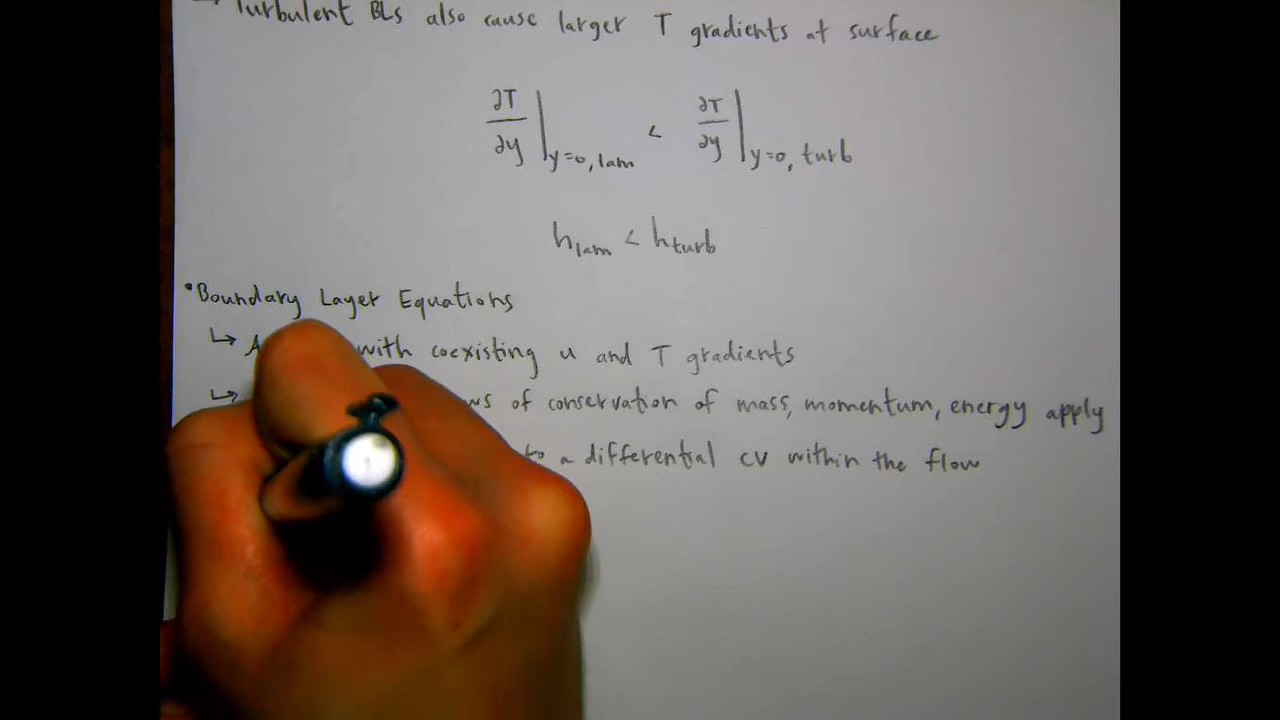 Turbulent BLs also cause larger T gradients at surface
∂T/∂y|y=0, lam < ∂T/∂y|y=0, turb
hlam < hturb
•Boundary Layer Equations
↳ with coexisting u and T gradients
↳ of conservation of mass, momentum, energy apply
to a differential CV within the flow